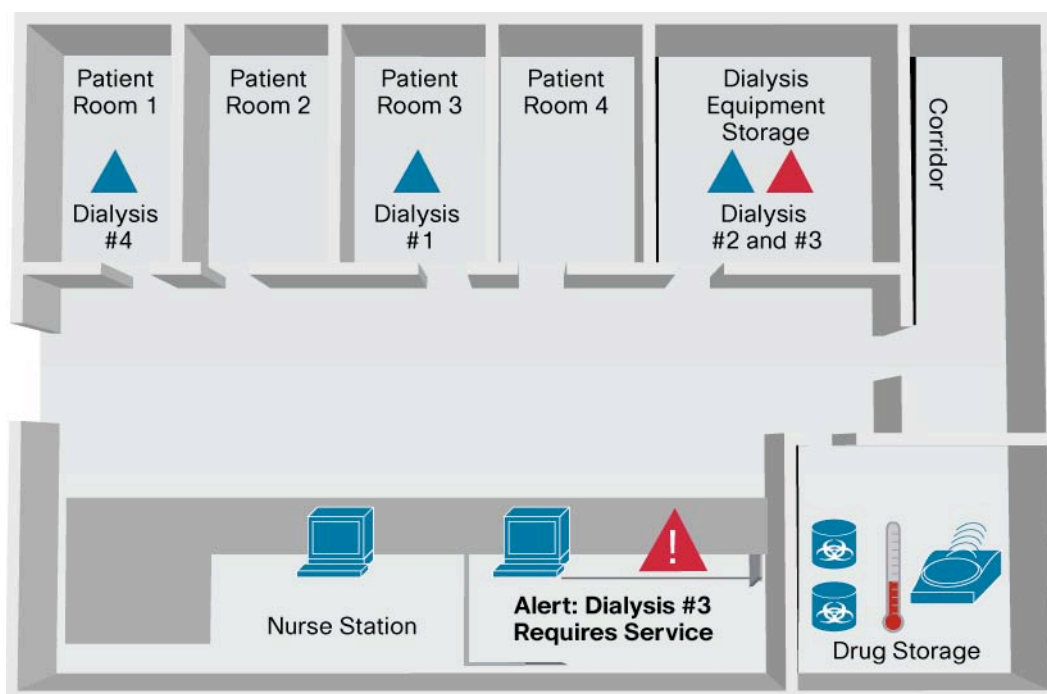 Patient
Room 1
Patient
Room 2
Patient
Room 3
Patient
Room 4
Dialysis
Equipment
Storage
Corridor
Dialysis
#4
Dialysis
#1
Dialysis
#2 and #3
!
Nurse Station
Alert: Dialysis #3
Requires Service
Drug Storage